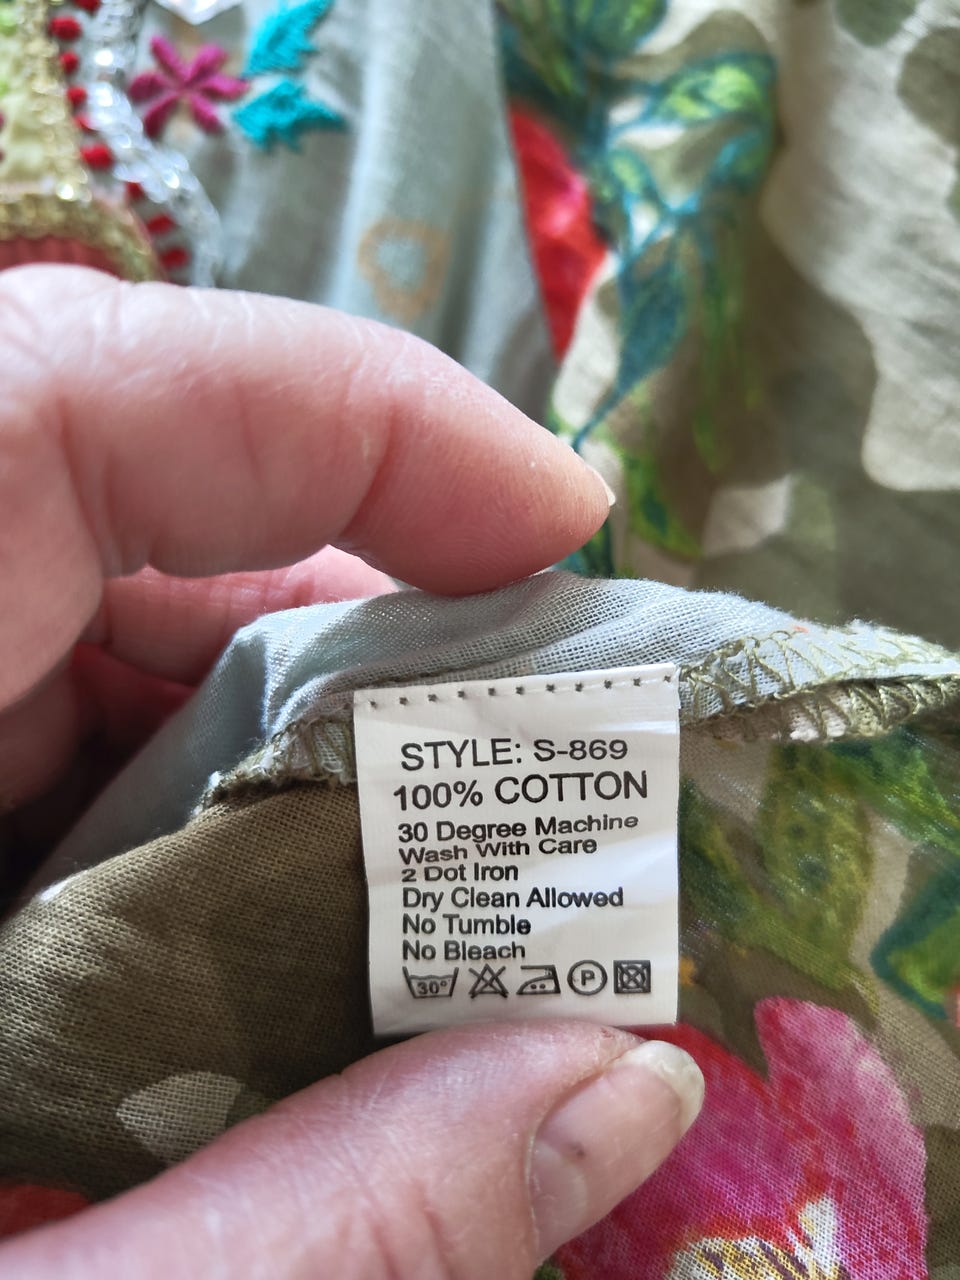 STYLE: S-869
100% COTTON
30 Degree Machine
Wash With Care
2 Dot Iron
Dry Clean Allowed
No Tumble
No Bleach
30° P